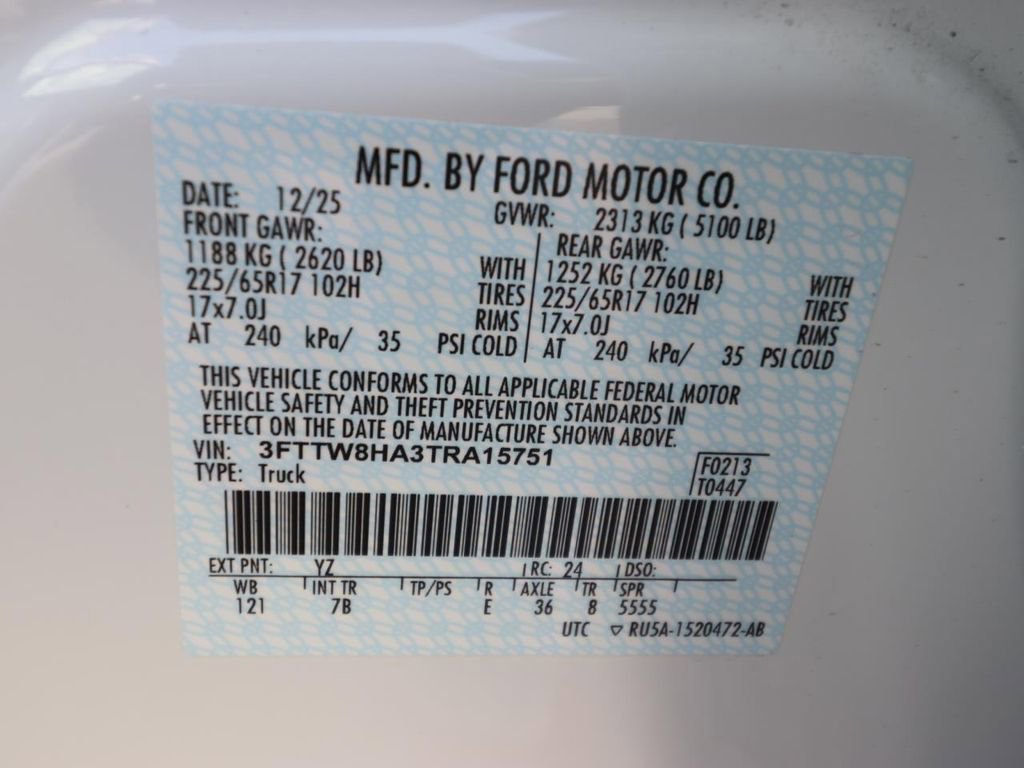 MFD. BY FORD MOTOR CO.
DATE: 12/25 GVWR: 2313 KG ( 5100 LB)
FRONT GAWR: REAR GAWR:
1188 KG ( 2620 LB) WITH 1252 KG ( 2760 LB) WITH
225/65R17 102H TIRES 225/65R17 102H TIRES
17x7.0J RIMS 17x7.0J RIMS
AT 240 kPa/ 35 PSI COLD AT 240 kPa/ 35 PSI COLD
THIS VEHICLE CONFORMS TO ALL APPLICABLE FEDERAL MOTOR
VEHICLE SAFETY AND THEFT PREVENTION STANDARDS IN
EFFECT ON THE DATE OF MANUFACTURE SHOWN ABOVE.
VIN: 3FTTW8HA3TRA15751 F0213
TYPE: Truck T0447
EXT PNT: YZ RC: 24 DSO:
WB INT TR TP/PS R AXLE TR SPR
121 7B E 36 8 5555
UTC ▽ RU5A-1520472-AB